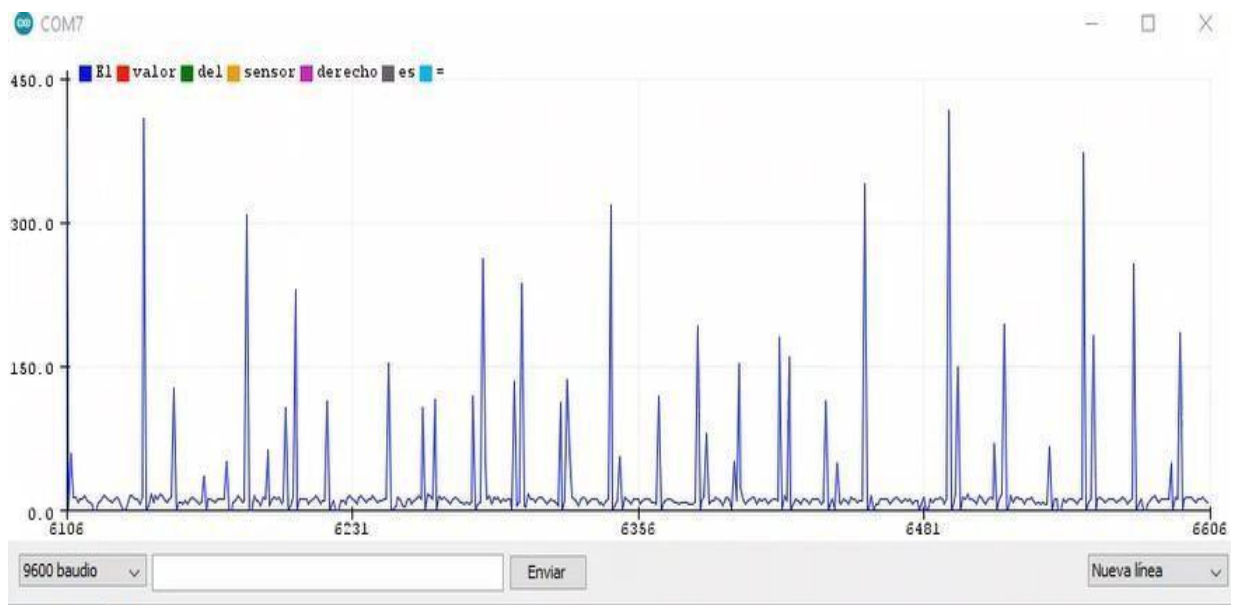 COM7
El valor del sensor derecho es =
450.0
300.0
150.0
0.0
6106 6231 6356 6481 6606
9600 baudio Enviar Nueva línea